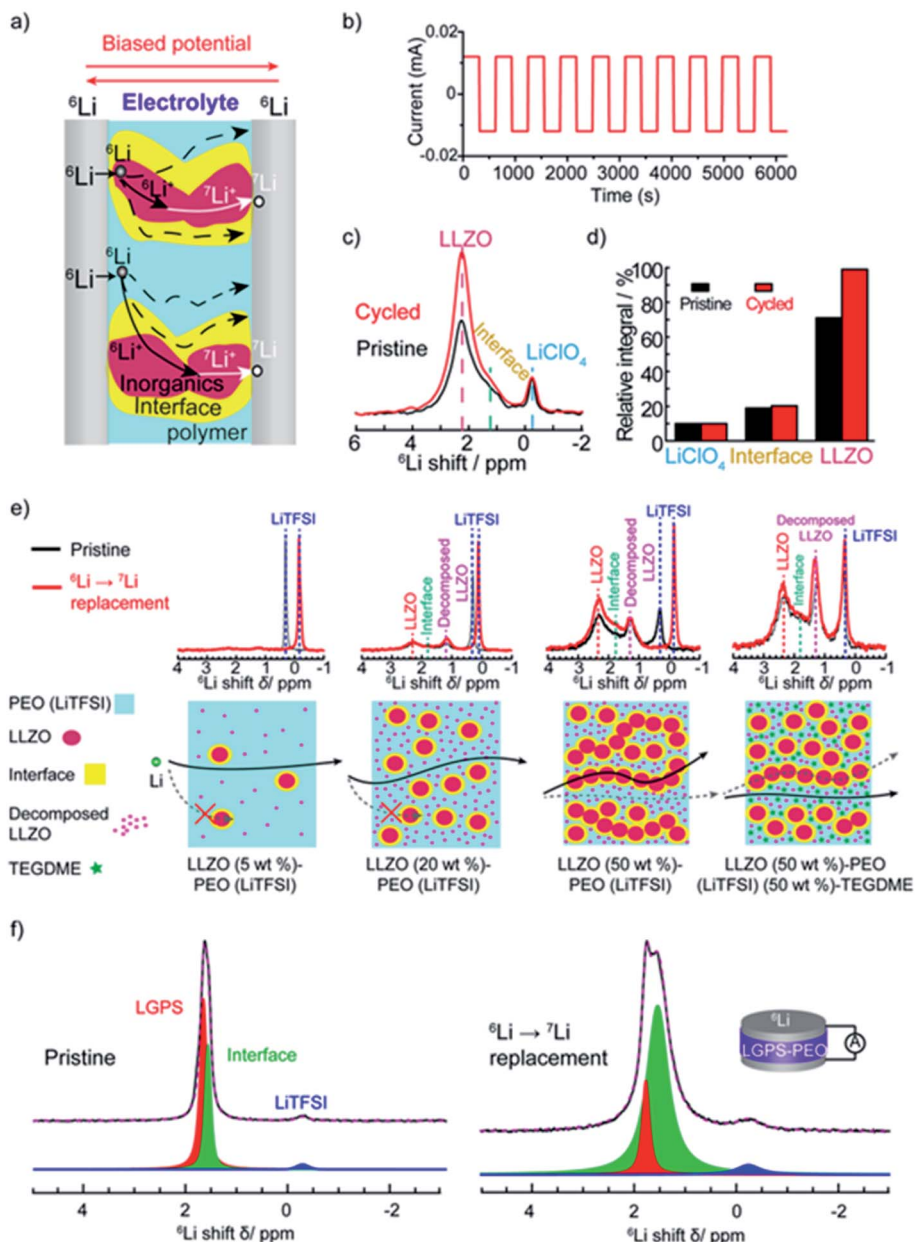 a)
Biased potential
⁶Li Electrolyte ⁶Li
⁶Li
⁶Li
⁶Li⁺
⁷Li⁺
⁷Li
⁶Li
⁶Li
⁶Li⁺
⁷Li⁺
⁷Li
Inorganics
Interface
polymer
b)
Current (mA)
0.02
0
-0.02
0 1000 2000 3000 4000 5000 6000
Time (s)
c)
LLZO
Cycled
Pristine
Interface
LiClO₄
6 4 2 0 -2
⁶Li shift / ppm
d)
Relative integral / %
100
80
60
40
20
Pristine
Cycled
LiClO₄ Interface LLZO
e)
Pristine
⁶Li → ⁷Li
replacement
LiTFSI
4 3 2 1 0 -1
⁶Li shift δ/ ppm
LiTFSI
LLZO
Interface
Decomposed
LLZO
4 3 2 1 0 -1
⁶Li shift δ/ ppm
LiTFSI
LLZO
Interface
Decomposed
LLZO
4 3 2 1 0 -1
⁶Li shift δ/ ppm
Decomposed
LLZO
LiTFSI
LLZO
Interface
4 3 2 1 0 -1
⁶Li shift δ/ ppm
PEO (LiTFSI)
LLZO
Interface
Decomposed
LLZO
TEGDME
Li
LLZO (5 wt %)-
PEO (LiTFSI)
LLZO (20 wt %)-
PEO (LiTFSI)
LLZO (50 wt %)-
PEO (LiTFSI)
LLZO (50 wt %)-PEO
(LiTFSI) (50 wt %)-TEGDME
f)
LGPS
Pristine
Interface
LiTFSI
4 2 0 -2
⁶Li shift δ/ ppm
⁶Li → ⁷Li
replacement
⁶Li
LGPS-PEO
A
4 2 0 -2
⁶Li shift δ/ ppm